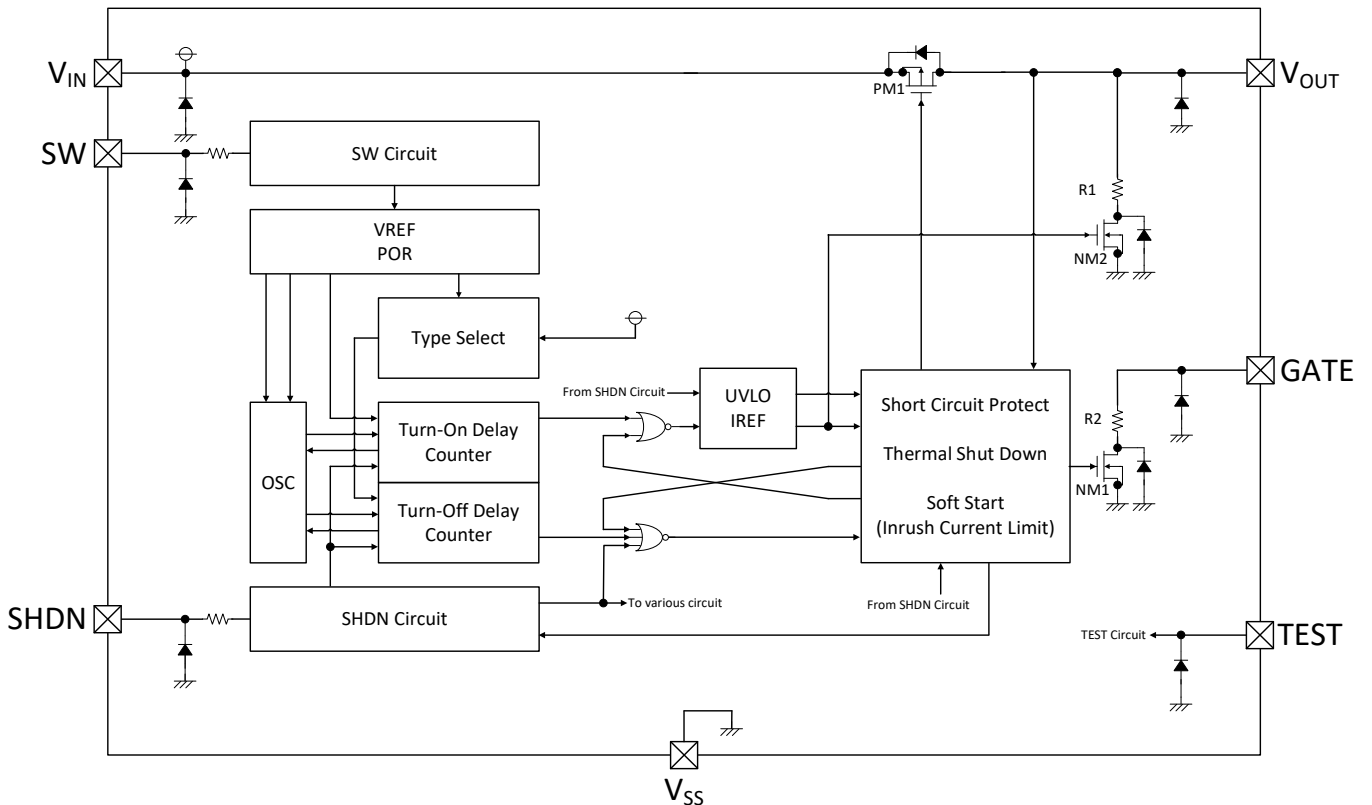 VIN
PM1
VOUT
SW
SW Circuit
R1
VREF
POR
NM2
Type Select
From SHDN Circuit
UVLO
IREF
GATE
Short Circuit Protect
Turn-On Delay
Counter
R2
Thermal Shut Down
OSC
NM1
Turn-Off Delay
Counter
Soft Start
(Inrush Current Limit)
SHDN
SHDN Circuit
To various circuit
From SHDN Circuit
TEST Circuit
TEST
VSS